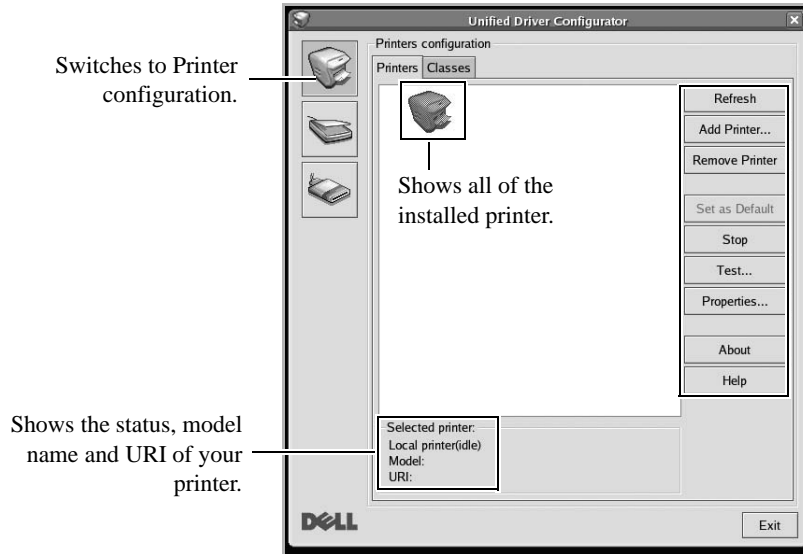 Unified Driver Configurator
Switches to Printer
configuration.
Printers configuration
Printers Classes
Refresh
Add Printer...
Remove Printer
Set as Default
Stop
Test...
Properties...
About
Help
Shows all of the
installed printer.
Shows the status, model
name and URI of your
printer.
Selected printer:
Local printer(idle)
Model:
URI:
DELL
Exit